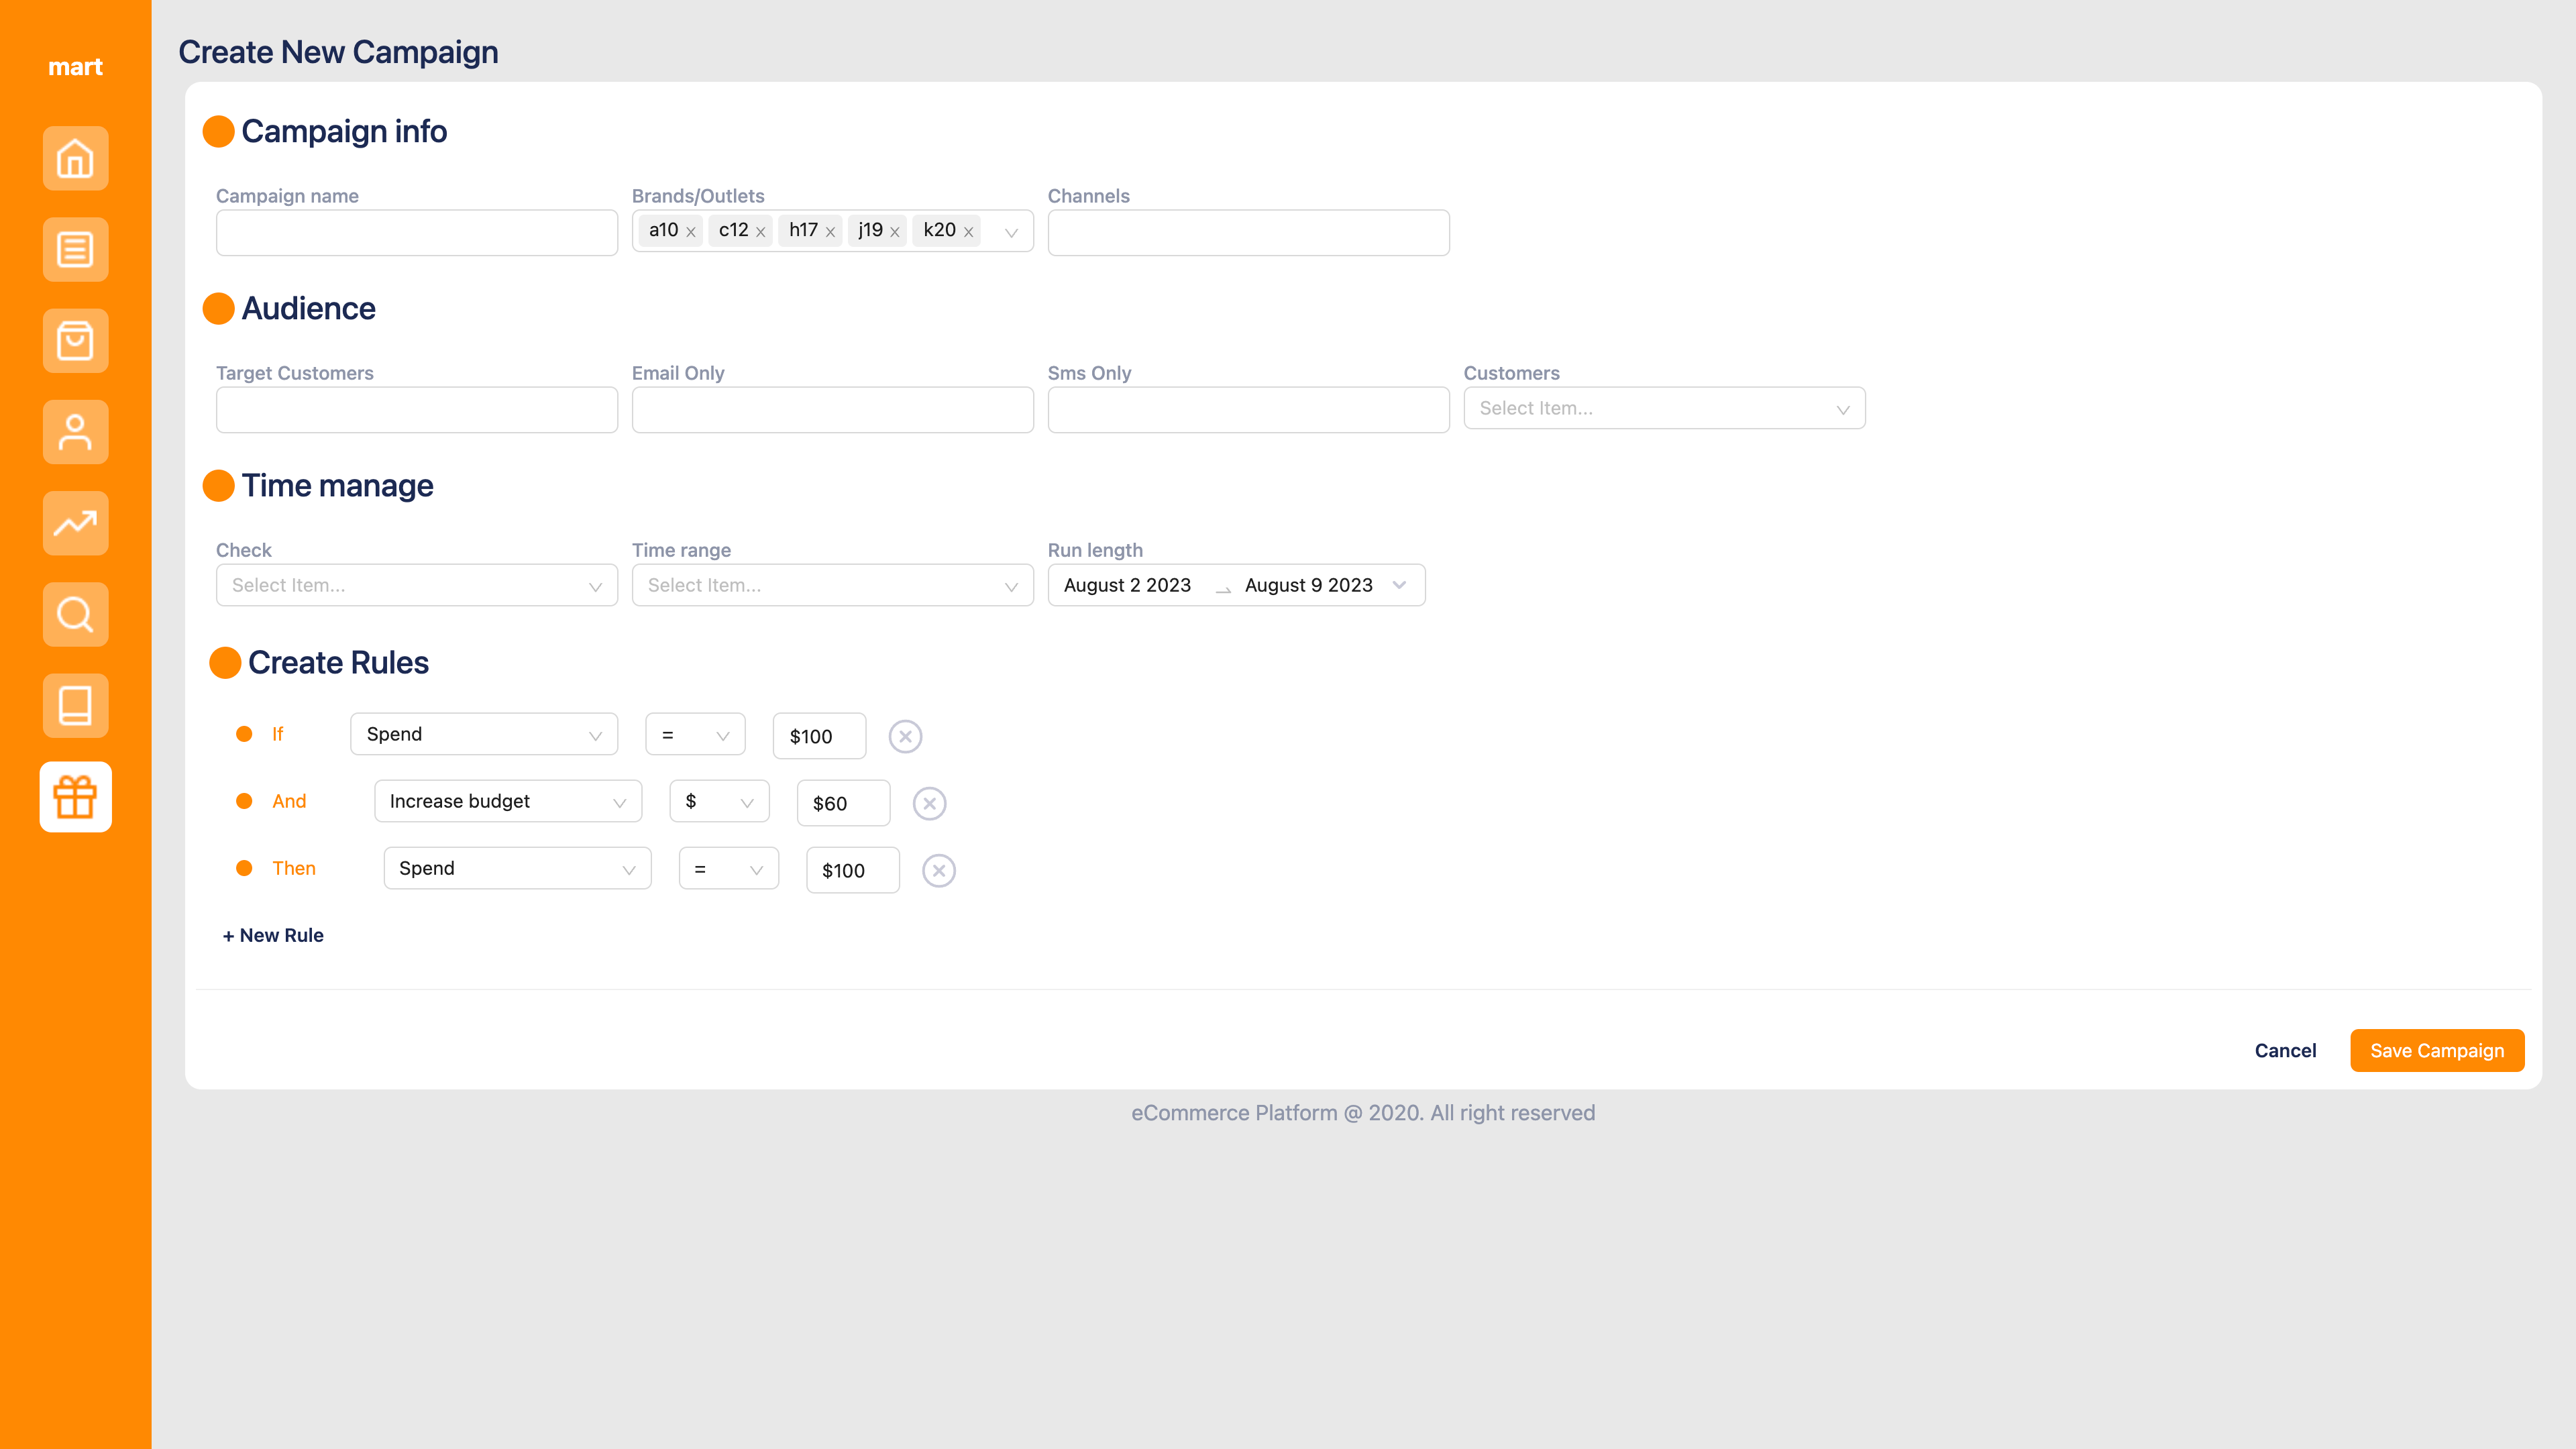 mart
Create New Campaign
Campaign info
Campaign name
Brands/Outlets
Channels
a10 c12 h17 j19 k20
Audience
Target Customers
Email Only
Sms Only
Customers
Select Item...
Time manage
Check
Time range
Run length
Select Item...
Select Item...
August 2 2023 August 9 2023
Create Rules
If Spend = $100
And Increase budget $ $60
Then Spend = $100
+ New Rule
Cancel
Save Campaign
eCommerce Platform @ 2020. All right reserved